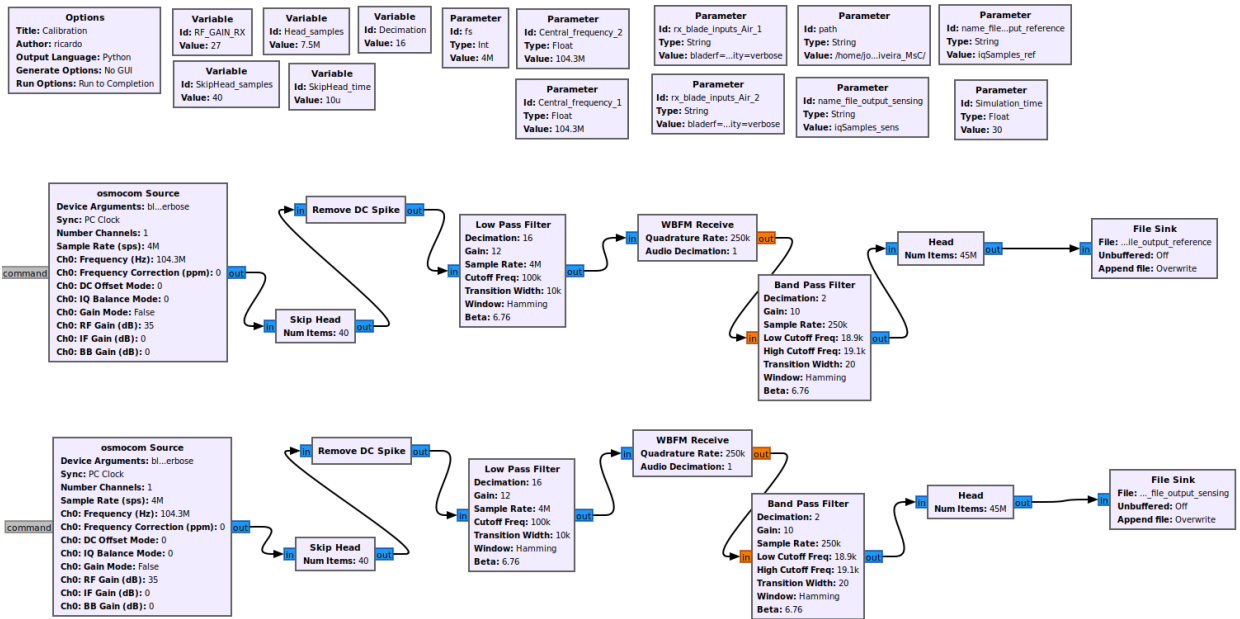 Options
Title: Calibration
Author: ricardo
Output Language: Python
Generate Options: No GUI
Run Options: Run to Completion
Variable
Id: RF_GAIN_RX
Value: 27
Variable
Id: Head_samples
Value: 7.5M
Variable
Id: Decimation
Value: 16
Parameter
Id: fs
Type: Int
Value: 4M
Parameter
Id: Central_frequency_2
Type: Float
Value: 104.3M
Parameter
Id: rx_blade_inputs_Air_1
Type: String
Value: bladerf=...ity=verbose
Parameter
Id: path
Type: String
Value: /home/jo...iveira_MsC/
Parameter
Id: name_file...put_reference
Type: String
Value: iqSamples_ref
Variable
Id: SkipHead_samples
Value: 40
Variable
Id: SkipHead_time
Value: 10u
Parameter
Id: Central_frequency_1
Type: Float
Value: 104.3M
Parameter
Id: rx_blade_inputs_Air_2
Type: String
Value: bladerf=...ity=verbose
Parameter
Id: name_file_output_sensing
Type: String
Value: iqSamples_sens
Parameter
Id: Simulation_time
Type: Float
Value: 30
osmocom Source
Device Arguments: bl...erbose
Sync: PC Clock
Number Channels: 1
Sample Rate (sps): 4M
Ch0: Frequency (Hz): 104.3M
Ch0: Frequency Correction (ppm): 0
Ch0: DC Offset Mode: 0
Ch0: IQ Balance Mode: 0
Ch0: Gain Mode: False
Ch0: RF Gain (dB): 35
Ch0: IF Gain (dB): 0
Ch0: BB Gain (dB): 0
command
out
in
Skip Head
Num Items: 40
out
in
Remove DC Spike
out
in
Low Pass Filter
Decimation: 16
Gain: 12
Sample Rate: 4M
Cutoff Freq: 100k
Transition Width: 10k
Window: Hamming
Beta: 6.76
out
in
WBFM Receive
Quadrature Rate: 250k
Audio Decimation: 1
out
in
Band Pass Filter
Decimation: 2
Gain: 10
Sample Rate: 250k
Low Cutoff Freq: 18.9k
High Cutoff Freq: 19.1k
Transition Width: 20
Window: Hamming
Beta: 6.76
out
in
Head
Num Items: 45M
out
in
File Sink
File: ...ile_output_reference
Unbuffered: Off
Append file: Overwrite
osmocom Source
Device Arguments: bl...erbose
Sync: PC Clock
Number Channels: 1
Sample Rate (sps): 4M
Ch0: Frequency (Hz): 104.3M
Ch0: Frequency Correction (ppm): 0
Ch0: DC Offset Mode: 0
Ch0: IQ Balance Mode: 0
Ch0: Gain Mode: False
Ch0: RF Gain (dB): 35
Ch0: IF Gain (dB): 0
Ch0: BB Gain (dB): 0
command
out
in
Skip Head
Num Items: 40
out
in
Remove DC Spike
out
in
Low Pass Filter
Decimation: 16
Gain: 12
Sample Rate: 4M
Cutoff Freq: 100k
Transition Width: 10k
Window: Hamming
Beta: 6.76
out
in
WBFM Receive
Quadrature Rate: 250k
Audio Decimation: 1
out
in
Band Pass Filter
Decimation: 2
Gain: 10
Sample Rate: 250k
Low Cutoff Freq: 18.9k
High Cutoff Freq: 19.1k
Transition Width: 20
Window: Hamming
Beta: 6.76
out
in
Head
Num Items: 45M
out
in
File Sink
File: ..._file_output_sensing
Unbuffered: Off
Append file: Overwrite